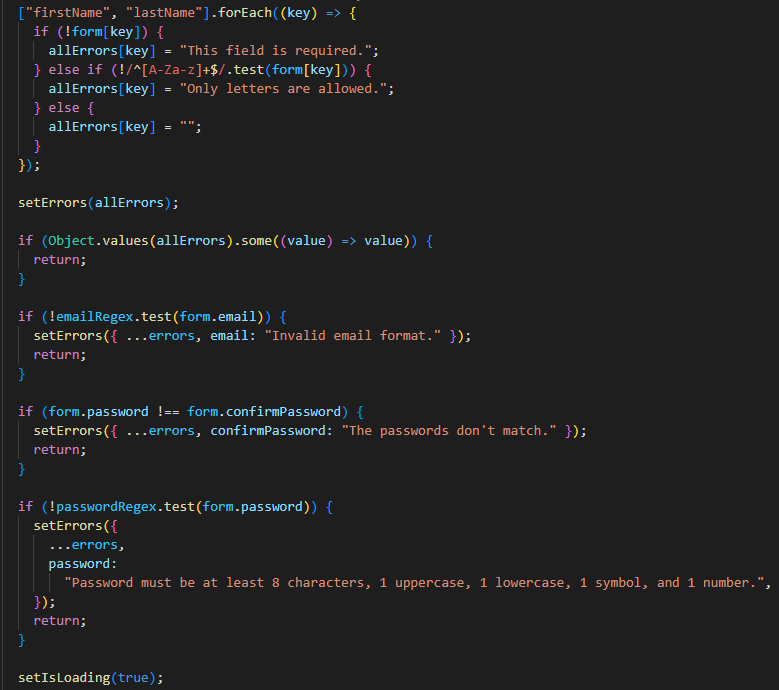 ["firstName", "lastName"].forEach((key) => {
if (!form[key]) {
allErrors[key] = "This field is required.";
} else if (!/^[A-Za-z]+$/.test(form[key])) {
allErrors[key] = "Only letters are allowed.";
} else {
allErrors[key] = "";
}
});
setErrors(allErrors);
if (Object.values(allErrors).some((value) => value)) {
return;
}
if (!emailRegex.test(form.email)) {
setErrors({ ...errors, email: "Invalid email format." });
return;
}
if (form.password !== form.confirmPassword) {
setErrors({ ...errors, confirmPassword: "The passwords don't match." });
return;
}
if (!passwordRegex.test(form.password)) {
setErrors({
...errors,
password:
"Password must be at least 8 characters, 1 uppercase, 1 lowercase, 1 symbol, and 1 number.",
});
return;
}
setIsLoading(true);